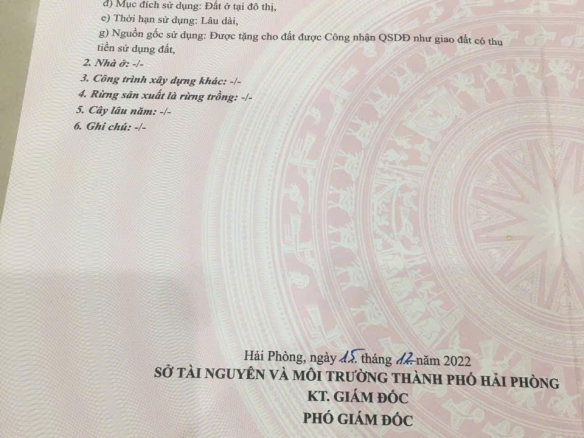 đ) Mục đích sử dụng: Đất ở tại đô thị,
e) Thời hạn sử dụng: Lâu dài,
g) Nguồn gốc sử dụng: Được tặng cho đất được Công nhận QSDĐ như giao đất có thu
tiền sử dụng đất,
2. Nhà ở: -/-
3. Công trình xây dựng khác: -/-
4. Rừng sản xuất là rừng trồng: -/-
5. Cây lâu năm: -/-
6. Ghi chú: -/-
Hải Phòng, ngày 15 tháng 12 năm 2022
SỞ TÀI NGUYÊN VÀ MÔI TRƯỜNG THÀNH PHỐ HẢI PHÒNG
KT. GIÁM ĐỐC
PHÓ GIÁM ĐỐC